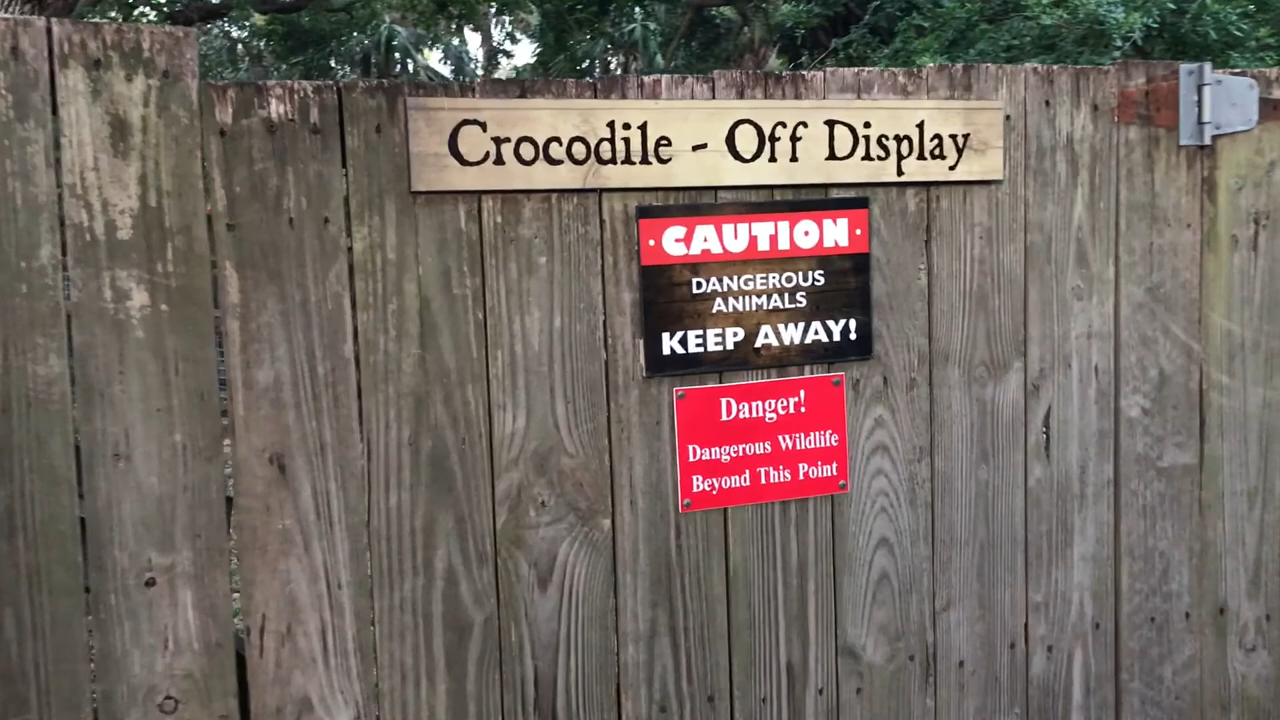 Crocodile - Off Display
· CAUTION ·
DANGEROUS
ANIMALS
KEEP AWAY!
Danger!
Dangerous Wildlife
Beyond This Point